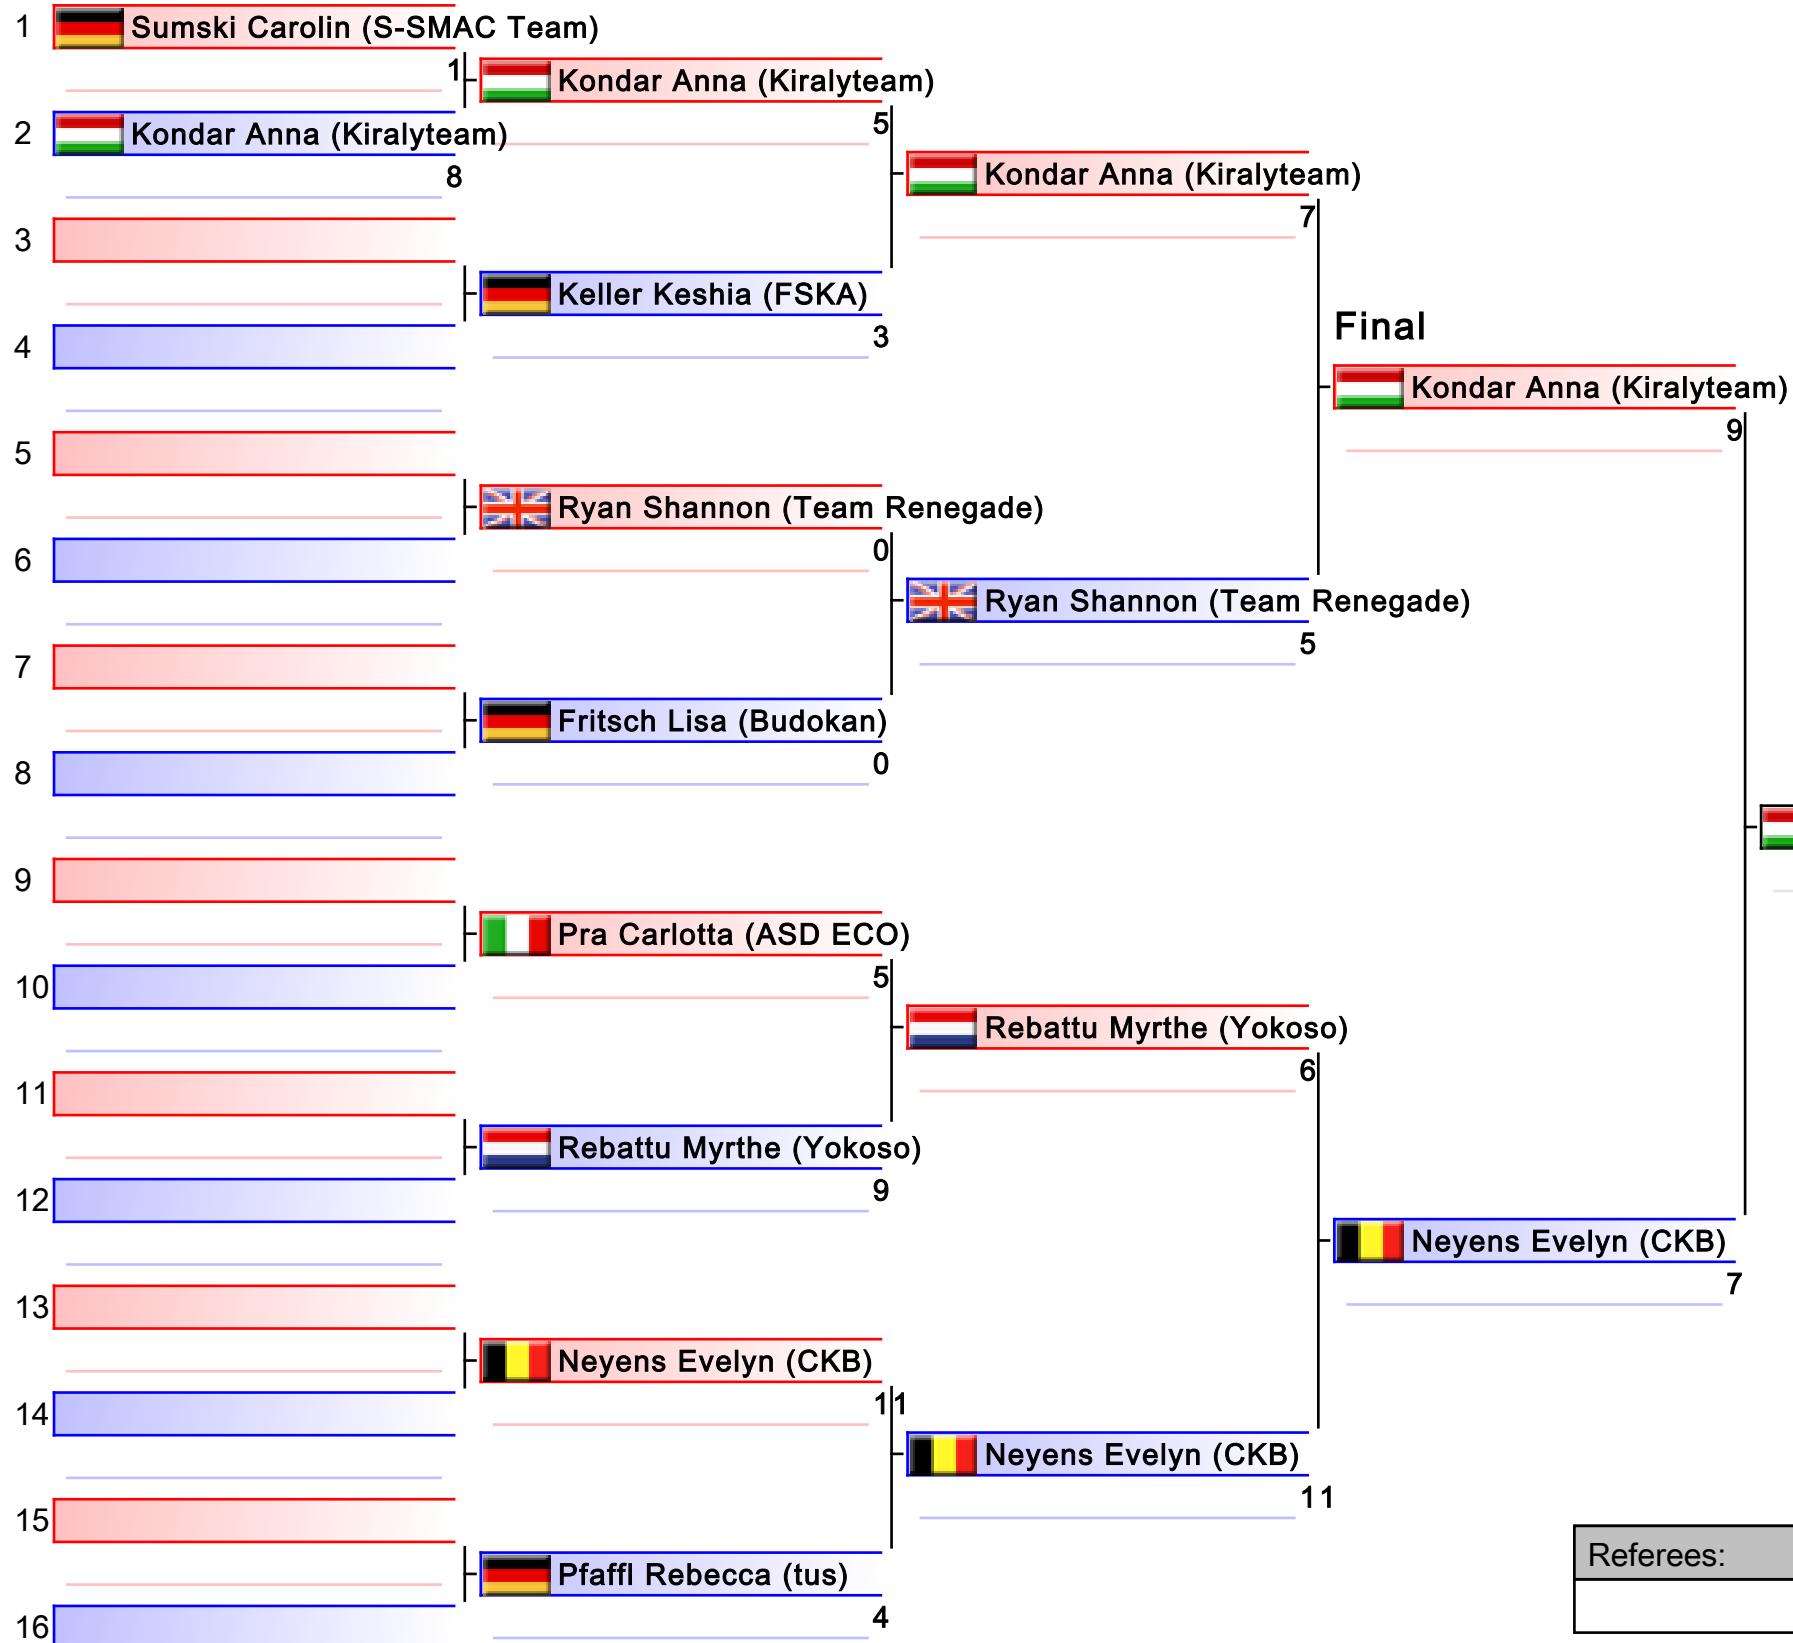 1
Sumski Carolin (S-SMAC Team)
1
Kondar Anna (Kiralyteam)
2
Kondar Anna (Kiralyteam)
5
8
Kondar Anna (Kiralyteam)
7
3
Keller Keshia (FSKA)
3
4
Final
Kondar Anna (Kiralyteam)
9
5
Ryan Shannon (Team Renegade)
0
6
Ryan Shannon (Team Renegade)
5
7
Fritsch Lisa (Budokan)
0
8
9
Pra Carlotta (ASD ECO)
5
10
Rebattu Myrthe (Yokoso)
6
11
Rebattu Myrthe (Yokoso)
9
12
Neyens Evelyn (CKB)
7
13
Neyens Evelyn (CKB)
11
14
Neyens Evelyn (CKB)
11
15
Pfaffl Rebecca (tus)
4
16
Referees: